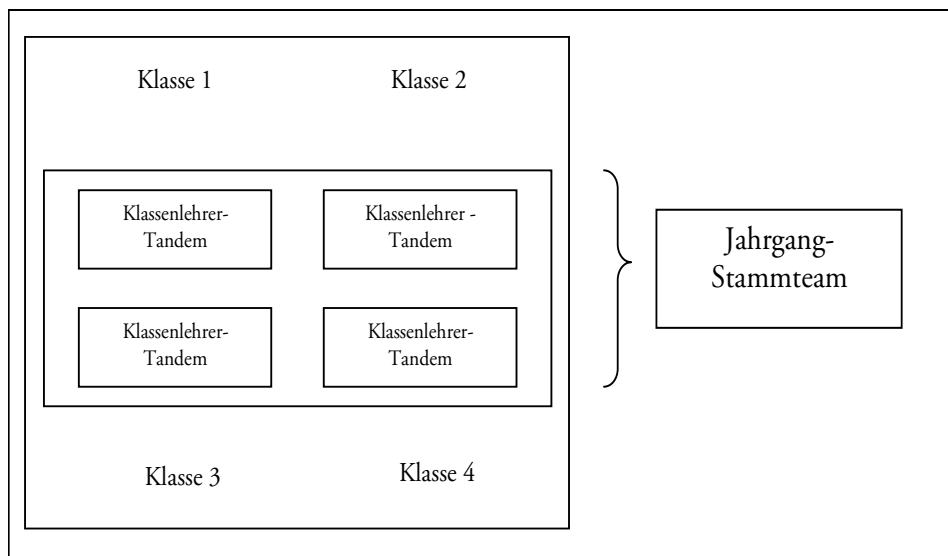 Klasse 1
Klasse 2
Klassenlehrer-
Tandem
Klassenlehrer -
Tandem
Klassenlehrer-
Tandem
Klassenlehrer-
Tandem
Jahrgang-
Stammteam
Klasse 3
Klasse 4